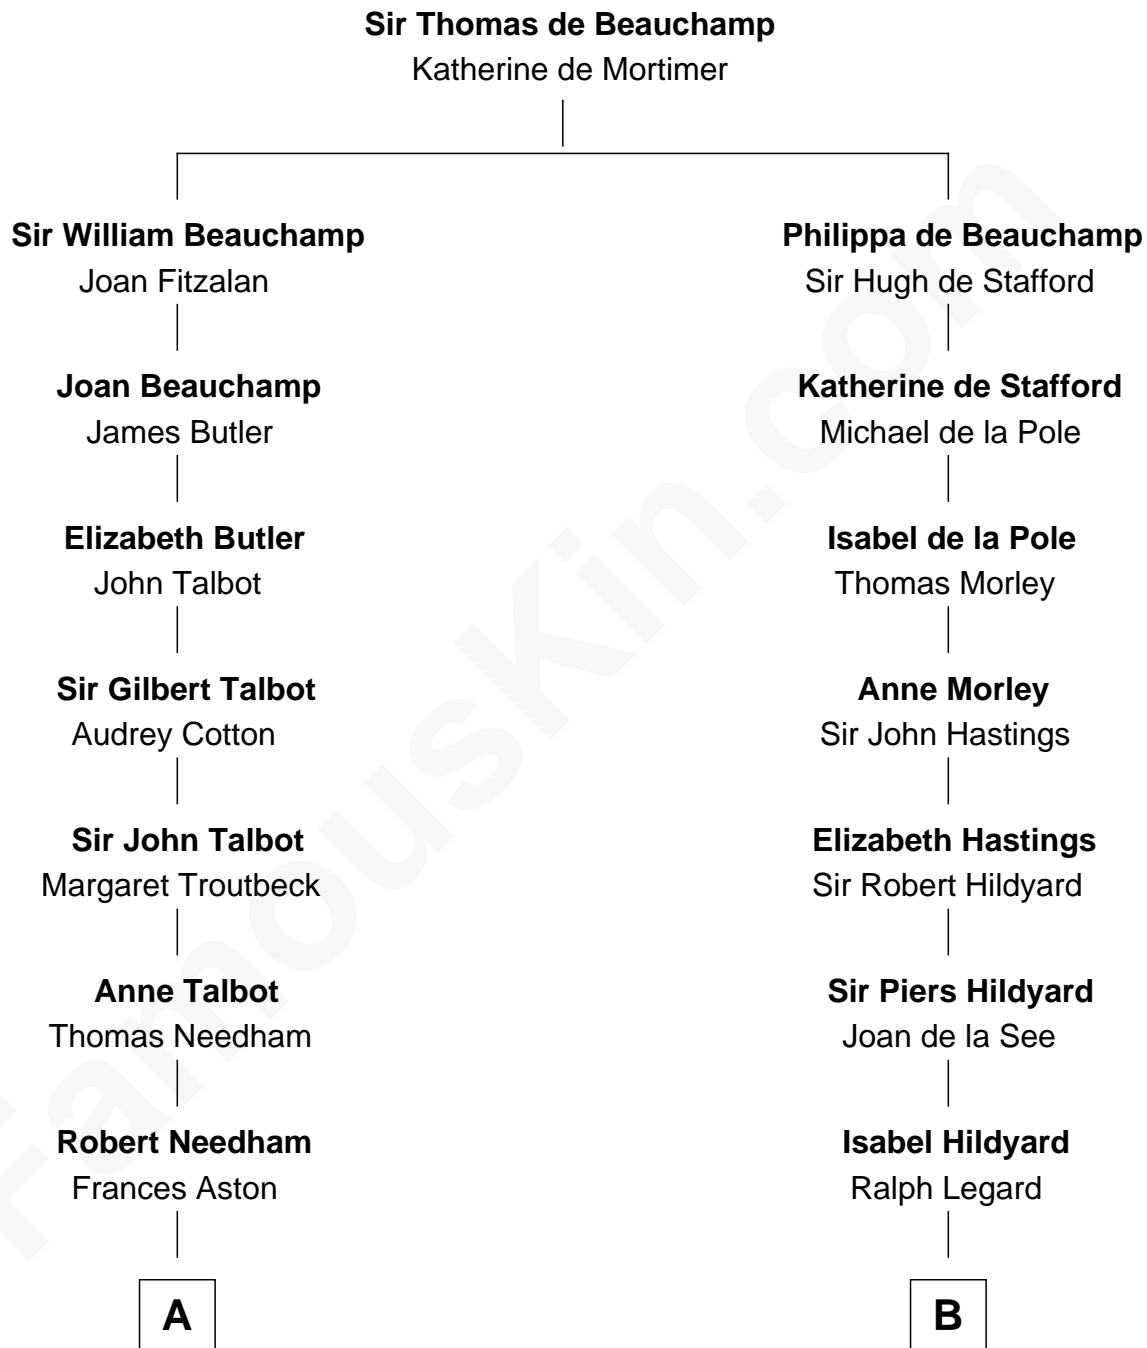 Sir Thomas de Beauchamp
Katherine de Mortimer
Sir William Beauchamp
Joan Fitzalan
Philippa de Beauchamp
Sir Hugh de Stafford
Joan Beauchamp
James Butler
Katherine de Stafford
Michael de la Pole
Elizabeth Butler
John Talbot
Isabel de la Pole
Thomas Morley
Sir Gilbert Talbot
Audrey Cotton
Anne Morley
Sir John Hastings
Sir John Talbot
Margaret Troutbeck
Elizabeth Hastings
Sir Robert Hildyard
Anne Talbot
Thomas Needham
Sir Piers Hildyard
Joan de la See
Robert Needham
Frances Aston
Isabel Hildyard
Ralph Legard
A
B
FamousKin.com